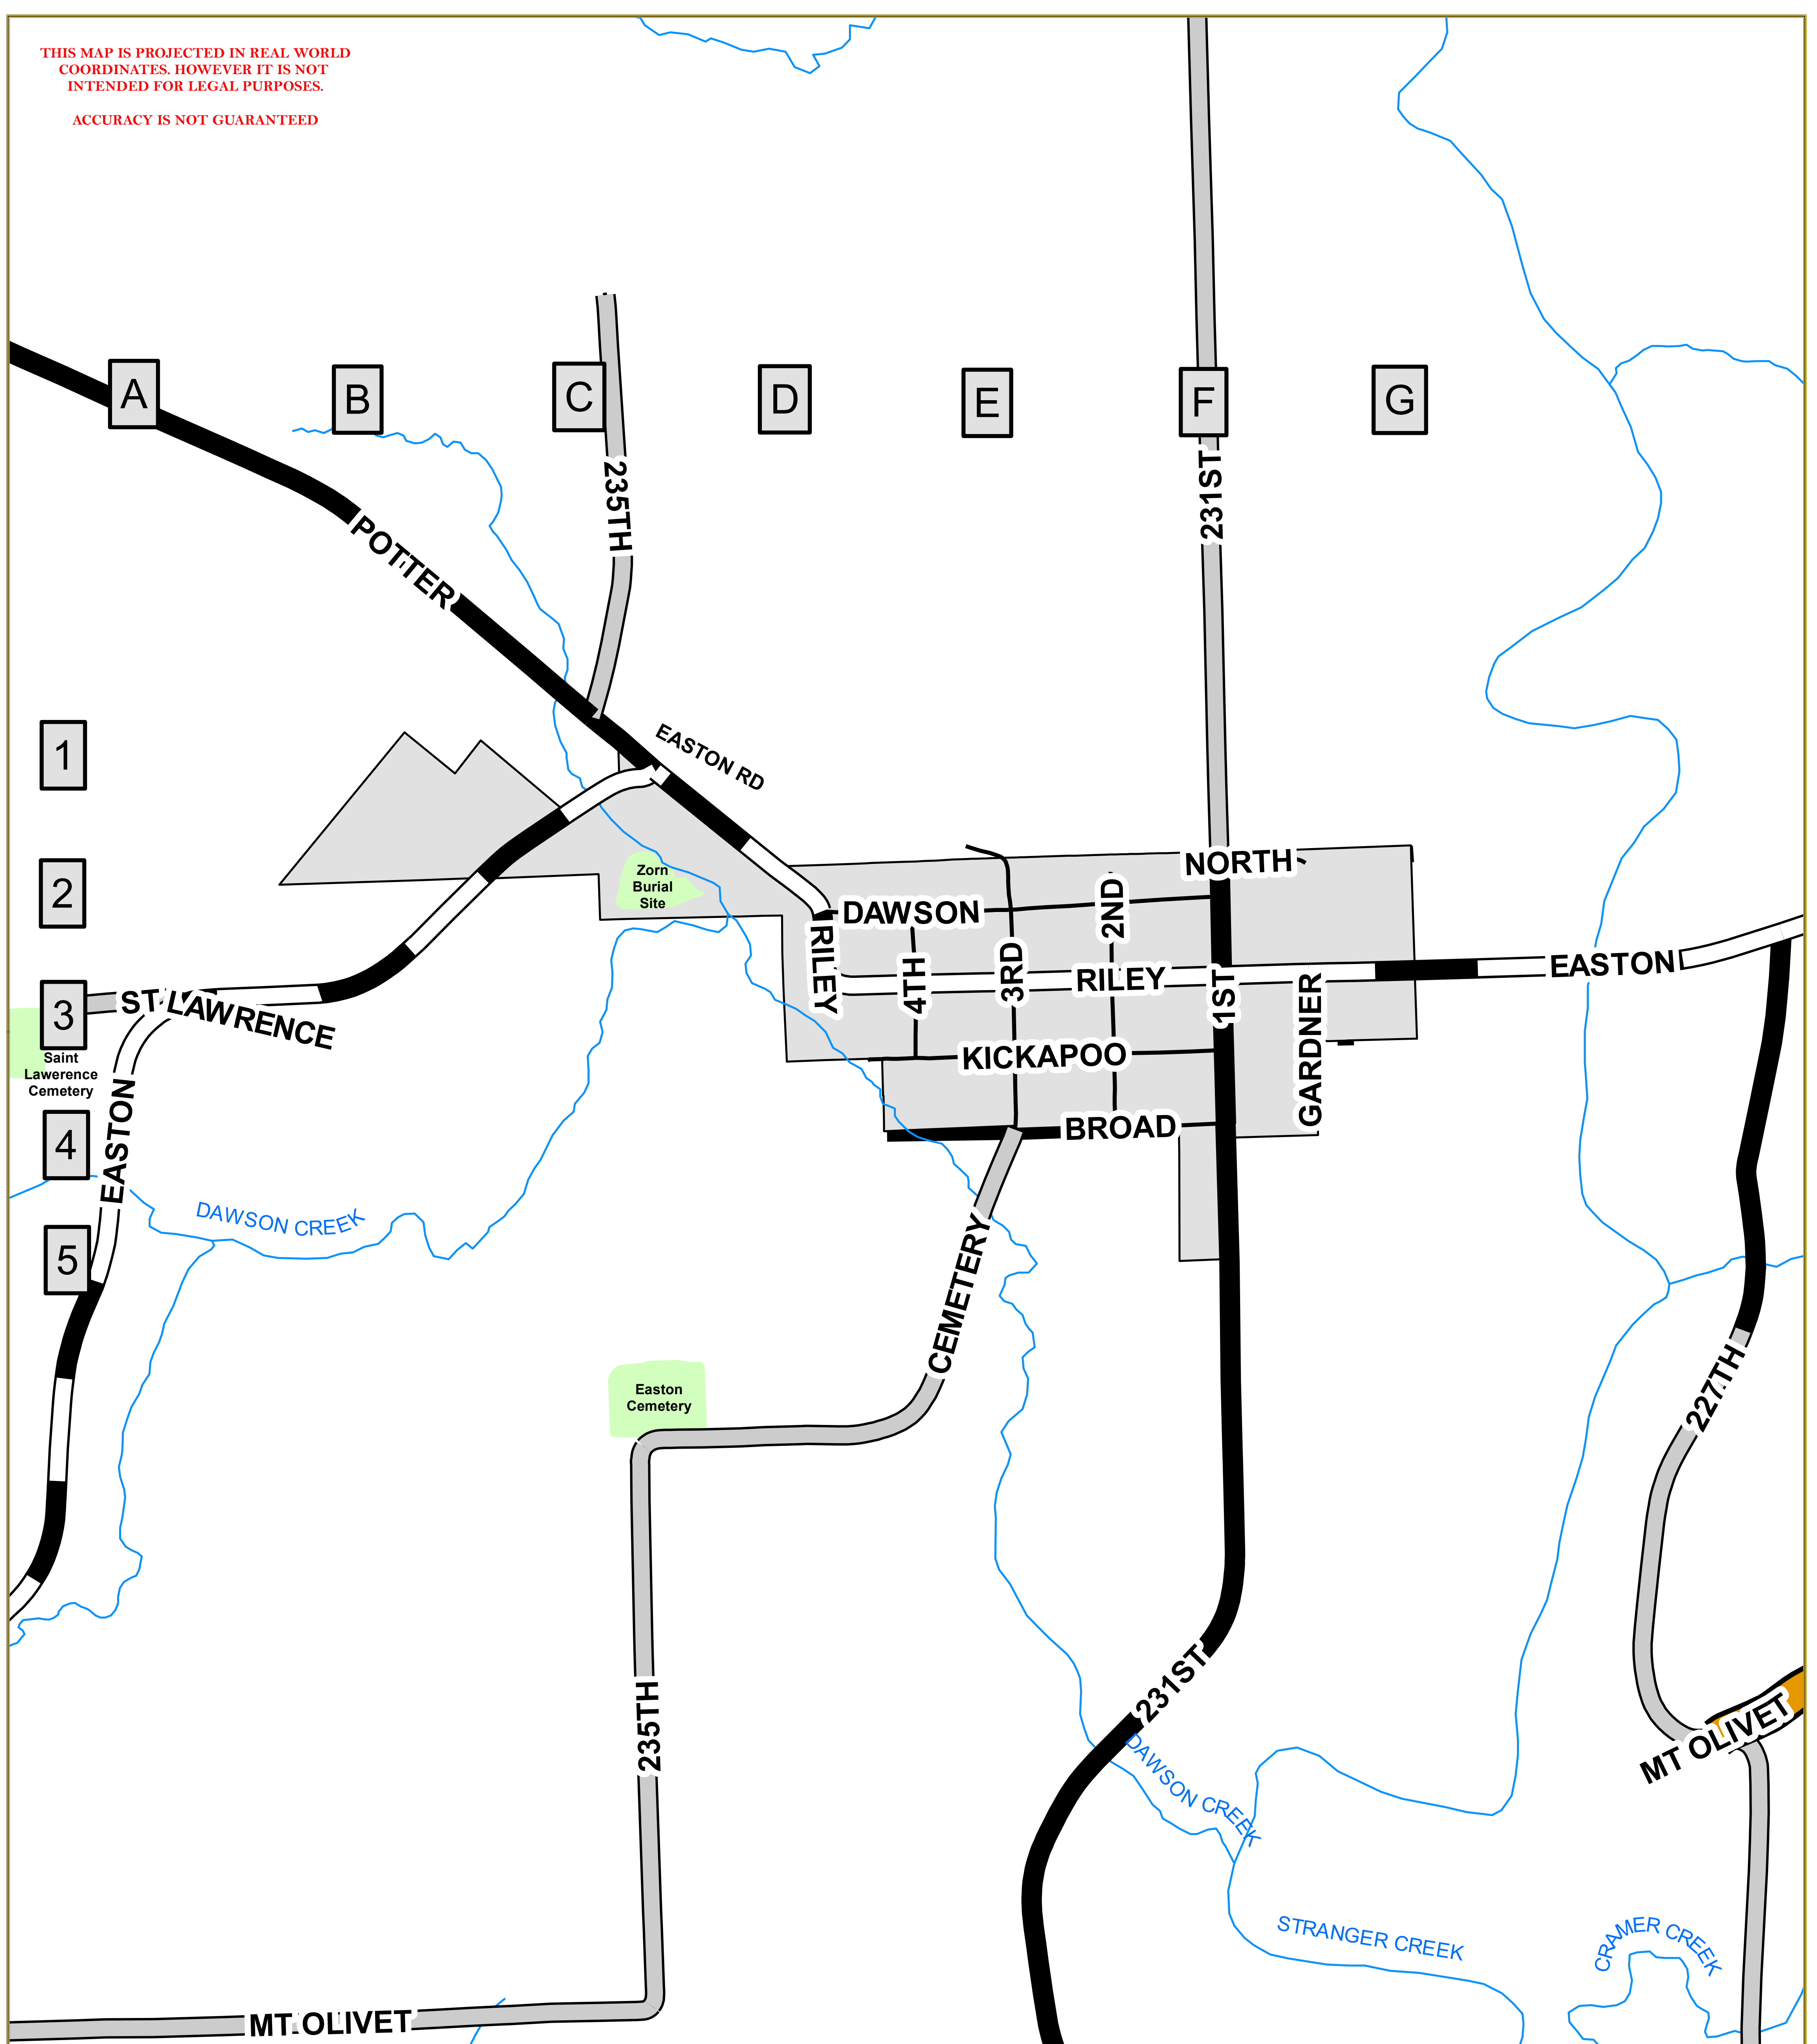 THIS MAP IS PROJECTED IN REAL WORLD
COORDINATES. HOWEVER IT IS NOT
INTENDED FOR LEGAL PURPOSES.
ACCURACY IS NOT GUARANTEED
A
B
C
D
E
F
G
235TH
231ST
POTTER
1
EASTON RD
2
Zorn
Burial
Site
NORTH
DAWSON
2ND
RILEY
4TH
3RD
RILEY
1ST
GARDNER
EASTON
3
ST LAWRENCE
Saint
Lawerence
Cemetery
KICKAPOO
BROAD
4
EASTON
DAWSON CREEK
5
CEMETERY
Easton
Cemetery
227TH
235TH
231ST
MT OLIVET
DAWSON CREEK
STRANGER CREEK
CRAMER CREEK
MT OLIVET